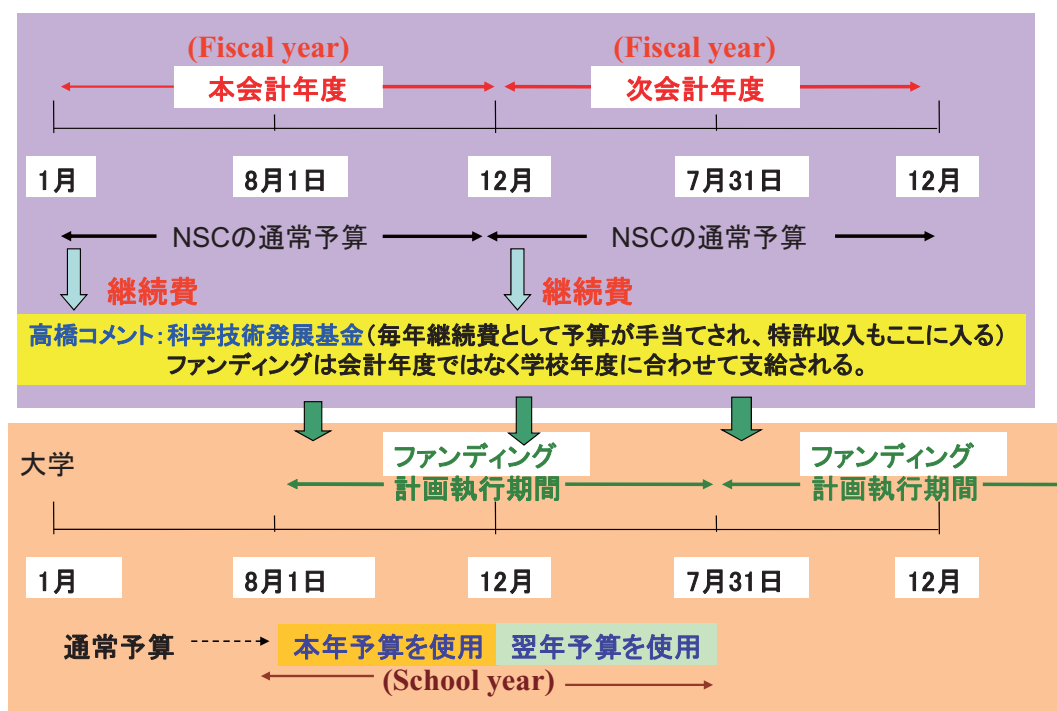 (Fiscal year) (Fiscal year)
本会計年度 次会計年度
1月 8月1日 12月 7月31日 12月
NSCの通常予算 NSCの通常予算
継続費 継続費
高橋コメント：科学技術発展基金（毎年継続費として予算が手当てされ、特許収入もここに入る）
ファンディングは会計年度ではなく学校年度に合わせて支給される。
大学
ファンディング ファンディング
計画執行期間 計画執行期間
1月 8月1日 12月 7月31日 12月
通常予算 本年予算を使用 翌年予算を使用
(School year)